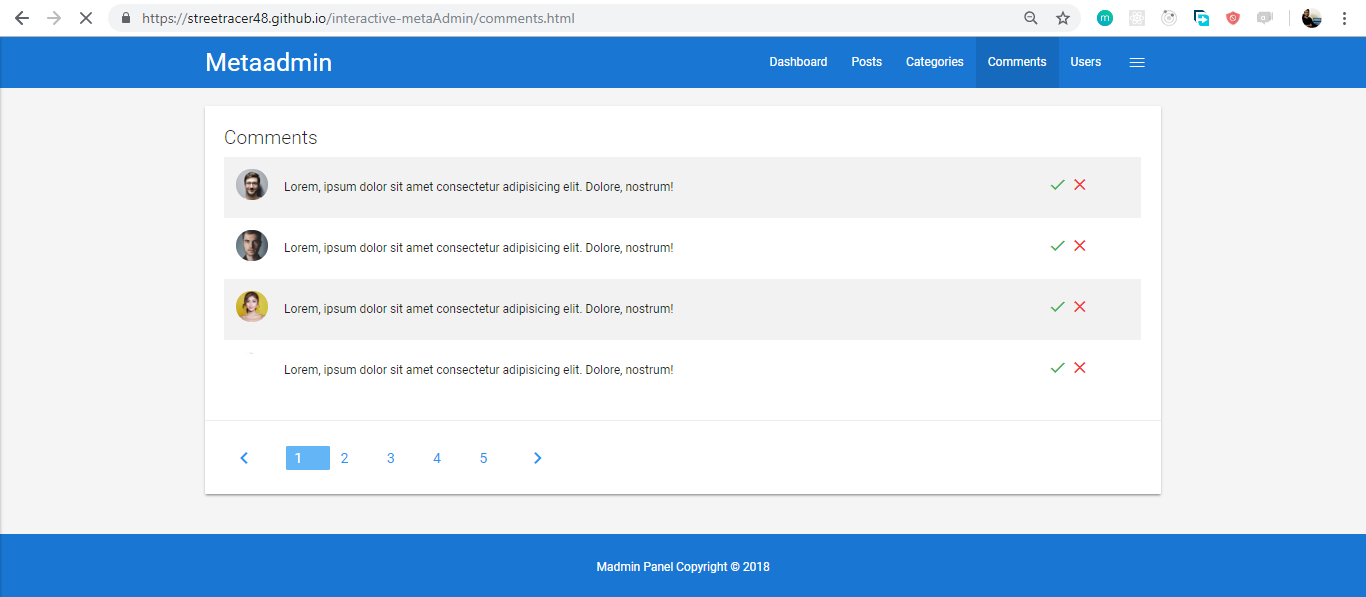 https://streetracer48.github.io/interactive-metaAdmin/comments.html
m
Metaadmin
Dashboard Posts Categories Comments Users
Comments
Lorem, ipsum dolor sit amet consectetur adipisicing elit. Dolore, nostrum!
Lorem, ipsum dolor sit amet consectetur adipisicing elit. Dolore, nostrum!
Lorem, ipsum dolor sit amet consectetur adipisicing elit. Dolore, nostrum!
Lorem, ipsum dolor sit amet consectetur adipisicing elit. Dolore, nostrum!
1 2 3 4 5
Madmin Panel Copyright © 2018